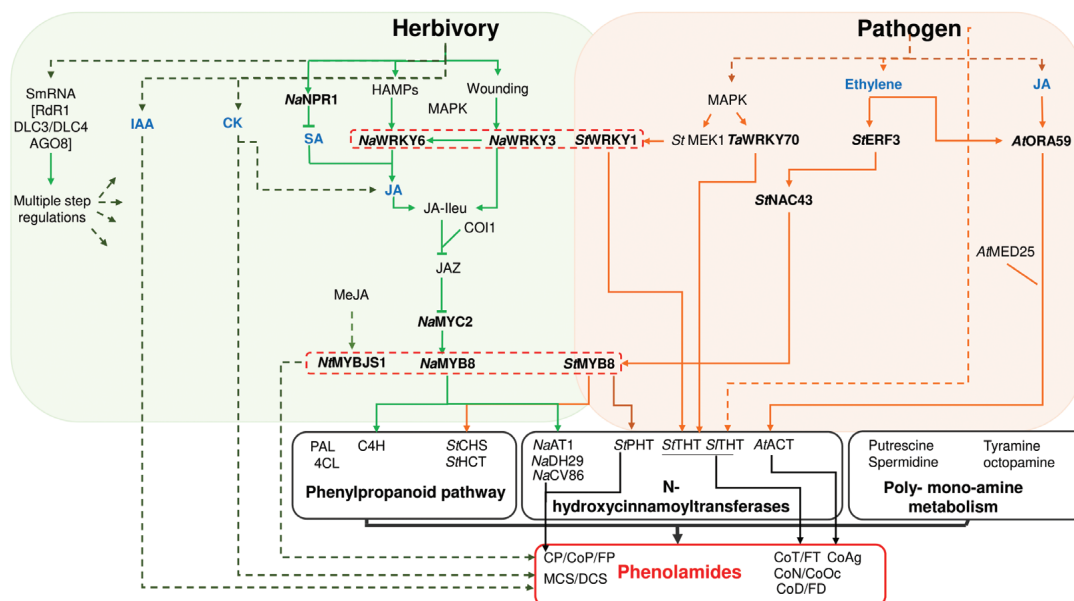 Herbivory
Pathogen
SmRNA
[RdR1
DLC3/DLC4
AGO8]
Multiple step
regulations
IAA
CK
NaNPR1
SA
HAMPs
MAPK
Wounding
NaWRKY6
NaWRKY3
StWRKY1
JA
JA-Ileu
COI1
JAZ
MeJA
NaMYC2
NtMYBJS1
NaMYB8
StMYB8
MAPK
Ethylene
JA
St MEK1
TaWRKY70
StERF3
AtORA59
StNAC43
AtMED25
PAL
4CL
C4H
StCHS
StHCT
Phenylpropanoid pathway
NaAT1
NaDH29
NaCV86
StPHT
StTHT
SlTHT
AtACT
N-
hydroxycinnamoyltransferases
Putrescine
Spermidine
Tyramine
octopamine
Poly- mono-amine
metabolism
CP/CoP/FP
MCS/DCS
Phenolamides
CoT/FT
CoAg
CoN/CoOc
CoD/FD